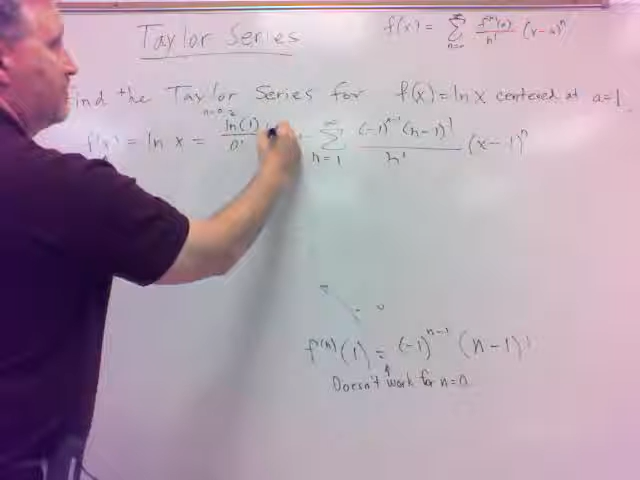 Taylor Series
f(x) = ∞ Σ n=0 f⁽ⁿ⁾(a) / n! (x-a)ⁿ
Find the Taylor Series for f(x) = ln x centered at a=1
f(x) = ln x = ln(1) / 0! ∞ Σ n=1 (-1)ⁿ⁻¹ (n-1)! / n! (x-1)ⁿ
f⁽ⁿ⁾(1) = (-1)ⁿ⁻¹ (n-1)!
Doesn't work for n=0